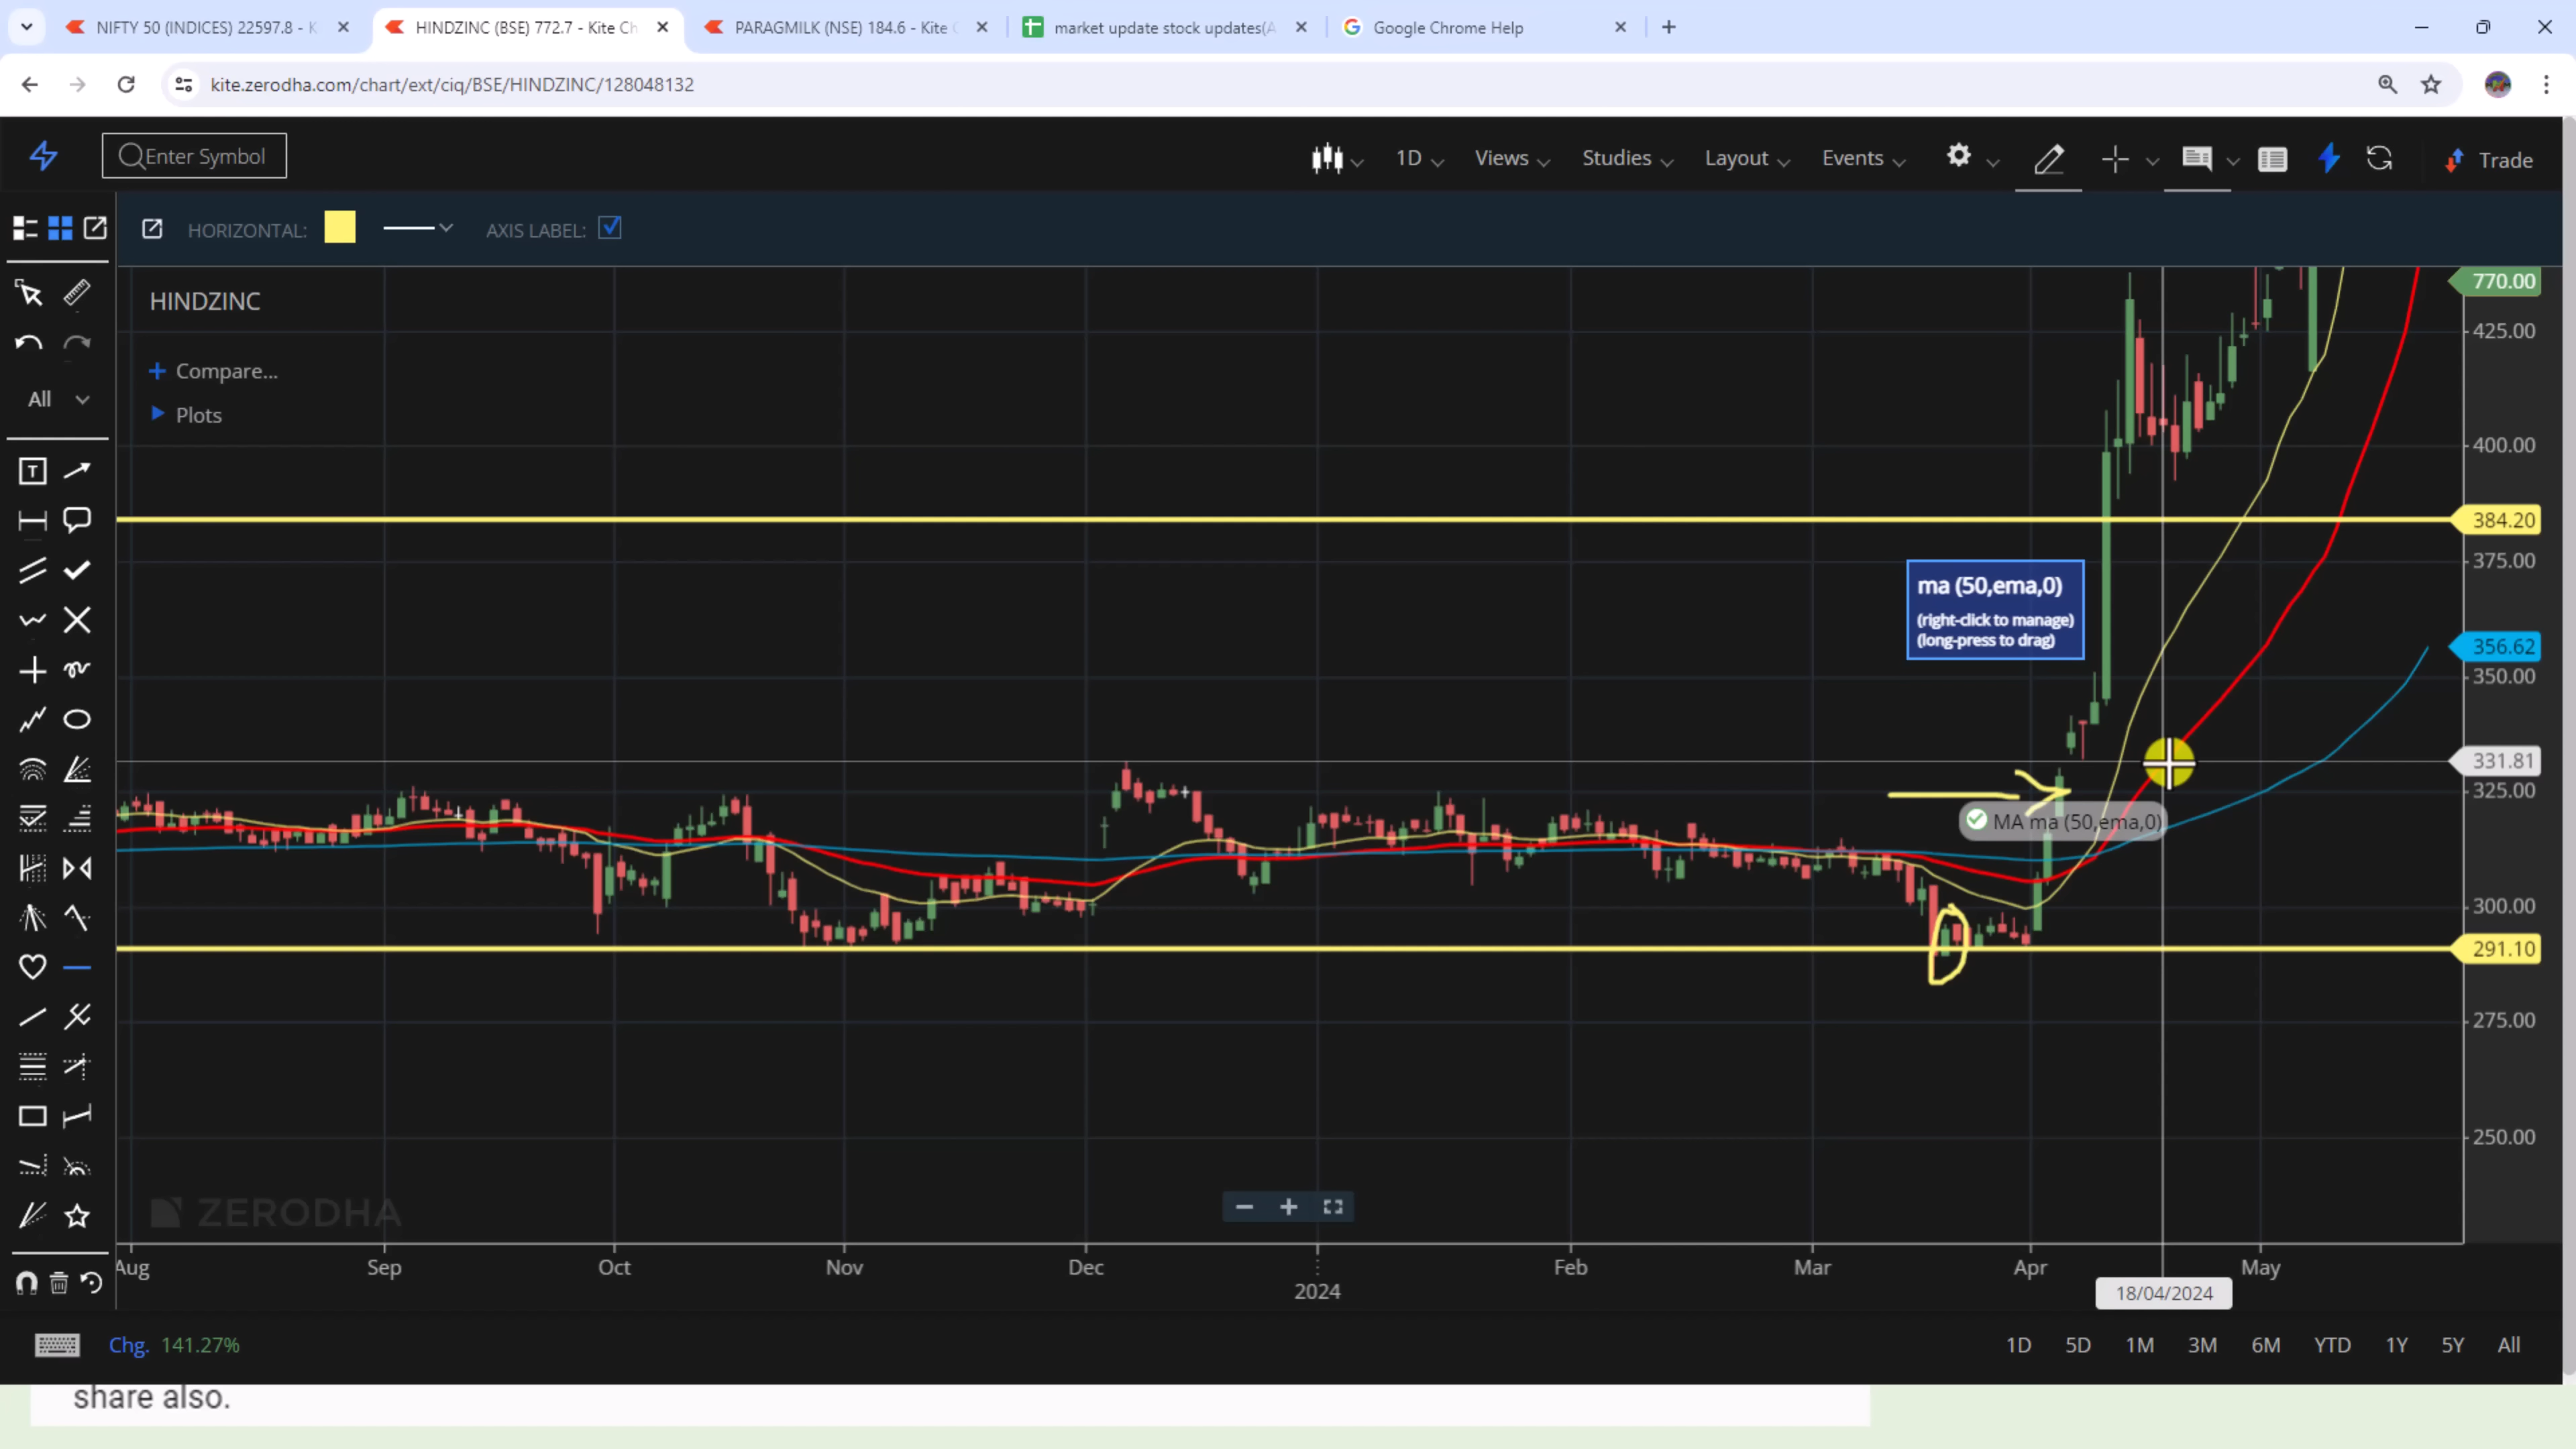 NIFTY 50 (INDICES) 22597.8 - K
HINDZINC (BSE) 772.7 - Kite Ch
PARAGMILK (NSE) 184.6 - Kite C
market update stock updates(A
Google Chrome Help
kite.zerodha.com/chart/ext/ciq/BSE/HINDZINC/128048132
Enter Symbol
1D
Views
Studies
Layout
Events
Trade
HORIZONTAL:
AXIS LABEL:
HINDZINC
Compare...
Plots
All
T
770.00
425.00
400.00
384.20
375.00
356.62
350.00
331.81
325.00
300.00
291.10
275.00
250.00
ma (50,ema,0)
(right-click to manage)
(long-press to drag)
MA ma (50,ema,0)
ZERODHA
Aug Sep Oct Nov Dec 2024 Feb Mar Apr May
18/04/2024
Chg. 141.27%
1D 5D 1M 3M 6M YTD 1Y 5Y All
share also.